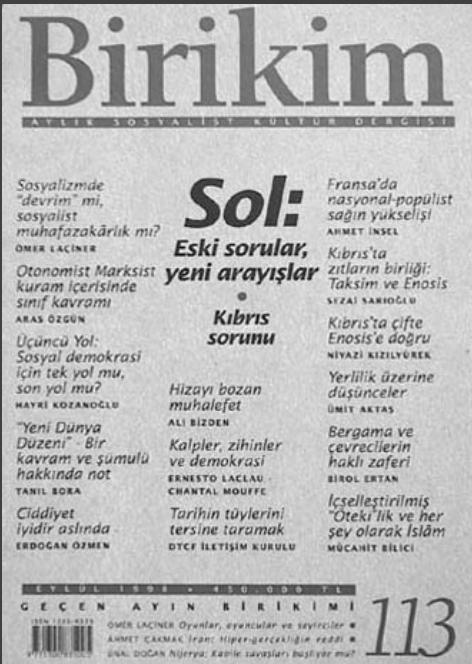 Birikim
AYLIK SOSYALİST KÜLTÜR DERGİSİ
Sosyalizmde
"devrim" mi,
sosyalist
muhafazakârlık mı?
ÖMER LAÇİNER
Otonomist Marksist
kuram içerisinde
sınıf kavramı
ARAS ÖZGÜN
Üçüncü Yol:
Sosyal demokrasi
için tek yol mu,
son yol mu?
HAYRİ KOZANOĞLU
"Yeni Dünya
Düzeni" - Bir
kavram ve şümulü
hakkında not
TANIL BORA
Ciddiyet
iyidir aslında
ERDOĞAN ÖZMEN
Sol:
Eski sorular,
yeni arayışlar
•
Kıbrıs
sorunu
Hizayı bozan
muhalefet
ALİ BİZDEN
Kalpler, zihinler
ve demokrasi
ERNESTO LACLAU -
CHANTAL MOUFFE
Tarihin tüylerini
tersine taramak
DTCF İLETİŞİM KURULU
Fransa'da
nasyonal-popülist
sağın yükselişi
AHMET İNSEL
Kıbrıs'ta
zıtların birliği:
Taksim ve Enosis
SEZAİ SARIOĞLU
Kıbrıs'ta çifte
Enosis'e doğru
NİYAZİ KIZILYÜREK
Yerlilik üzerine
düşünceler
ÜMİT AKTAŞ
Bergama ve
çevrecilerin
haklı zaferi
BİROL ERTAN
İçselleştirilmiş
"Öteki"lik ve her
şey olarak İslâm
MÜCAHİT BİLİCİ
EYLÜL 1998 • 450.000 TL
GEÇEN AYIN BİRİKİMİ
ÖMER LAÇİNER Oyunlar, oyuncular ve seyirciler •
AHMET ÇAKMAK İran: Hiper-gerçekliğin reddi •
ÜNAL DOĞAN Nijerya: Kabile savaşları başlıyor mu?
113